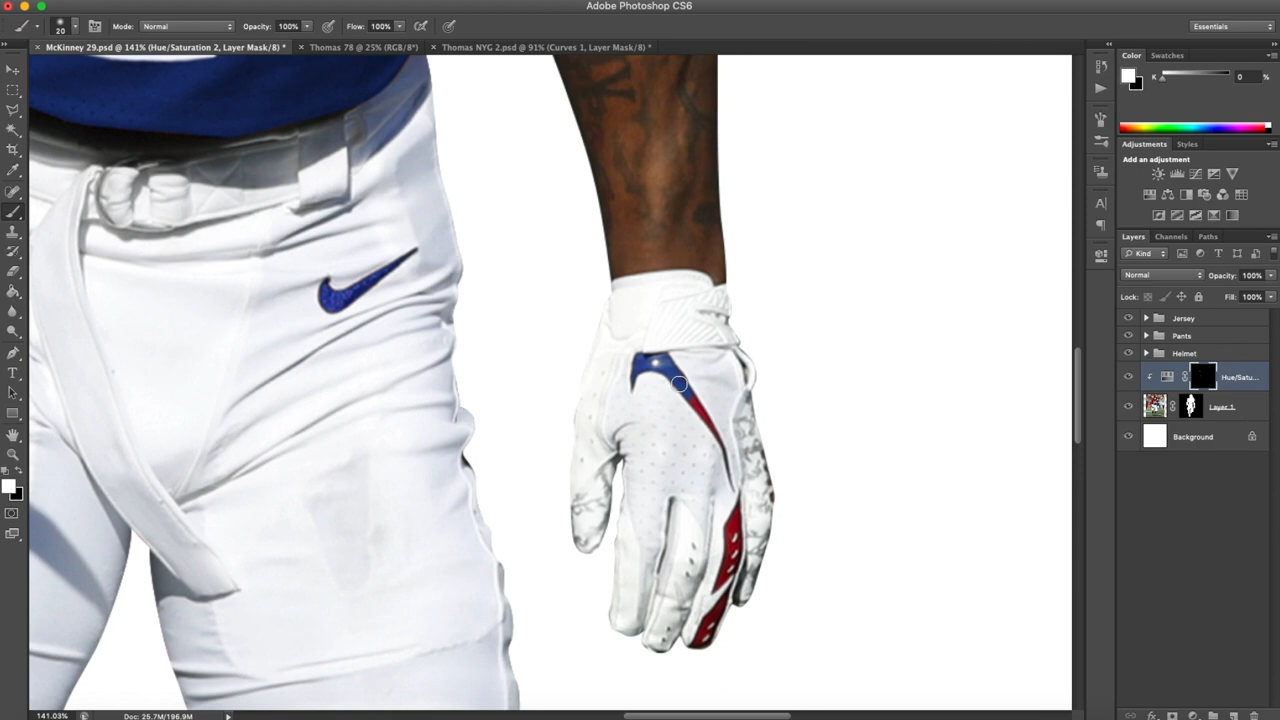 Adobe Photoshop CS6
20
Mode: Normal
Opacity: 100%
Flow: 100%
Essentials
McKinney 29.psd @ 141% (Hue/Saturation 2, Layer Mask/8) *
Thomas 78 @ 25% (RGB/8*)
Thomas NYG 2.psd @ 91% (Curves 1, Layer Mask/8) *
Color
Swatches
K
0
%
Adjustments
Styles
Add an adjustment
Layers
Channels
Paths
Kind
Normal
Opacity: 100%
Lock:
Fill: 100%
Jersey
Pants
Helmet
Hue/Satu...
Layer 1
Background
141.03%
Doc: 25.7M/196.9M